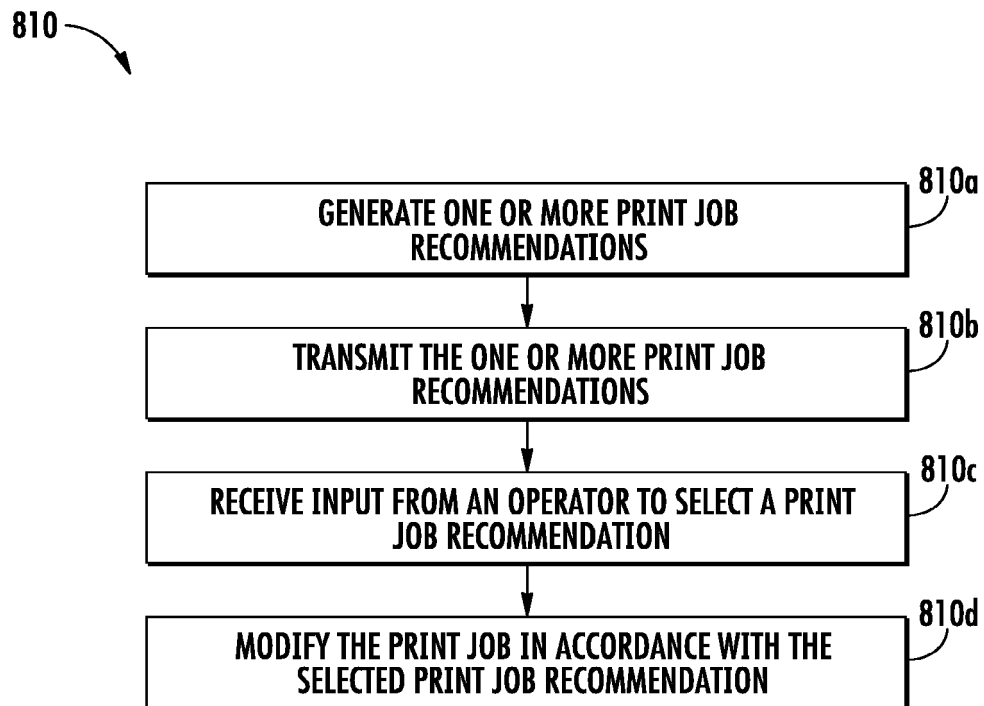 810
810a
GENERATE ONE OR MORE PRINT JOB
RECOMMENDATIONS
810b
TRANSMIT THE ONE OR MORE PRINT JOB
RECOMMENDATIONS
810c
RECEIVE INPUT FROM AN OPERATOR TO SELECT A PRINT
JOB RECOMMENDATION
810d
MODIFY THE PRINT JOB IN ACCORDANCE WITH THE
SELECTED PRINT JOB RECOMMENDATION